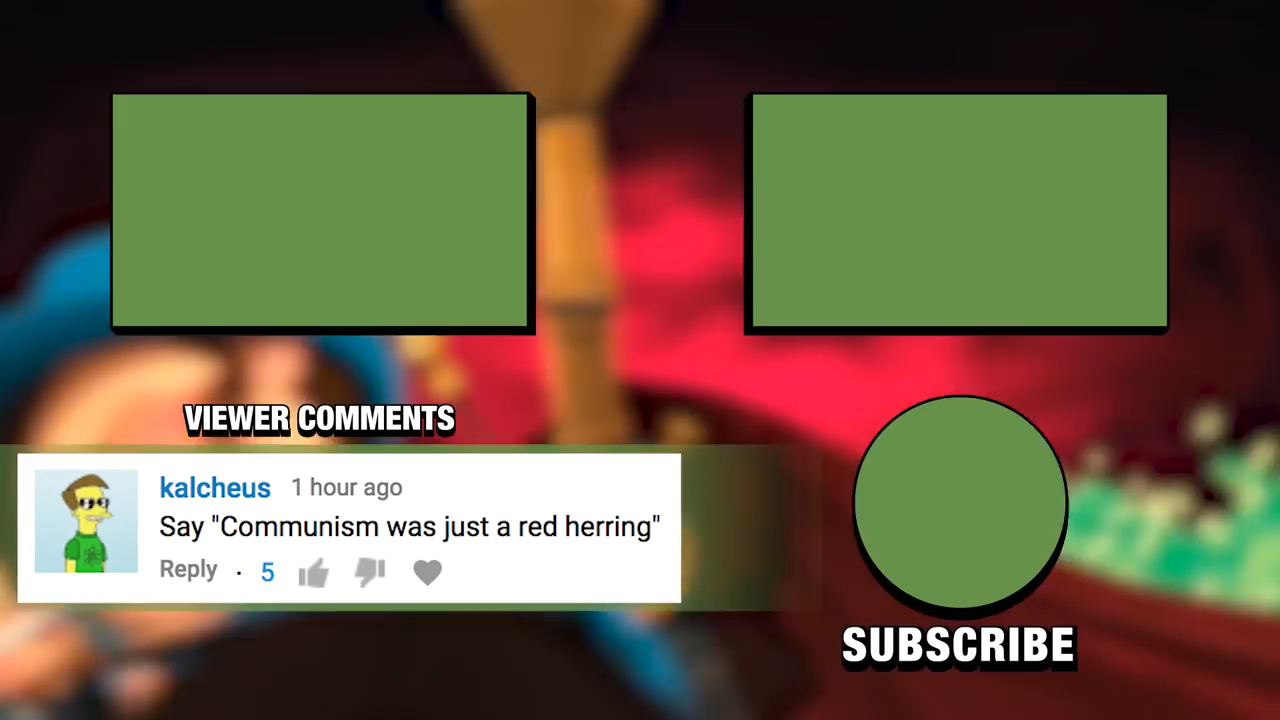 VIEWER COMMENTS
kalcheus 1 hour ago
Say "Communism was just a red herring"
Reply · 5
SUBSCRIBE